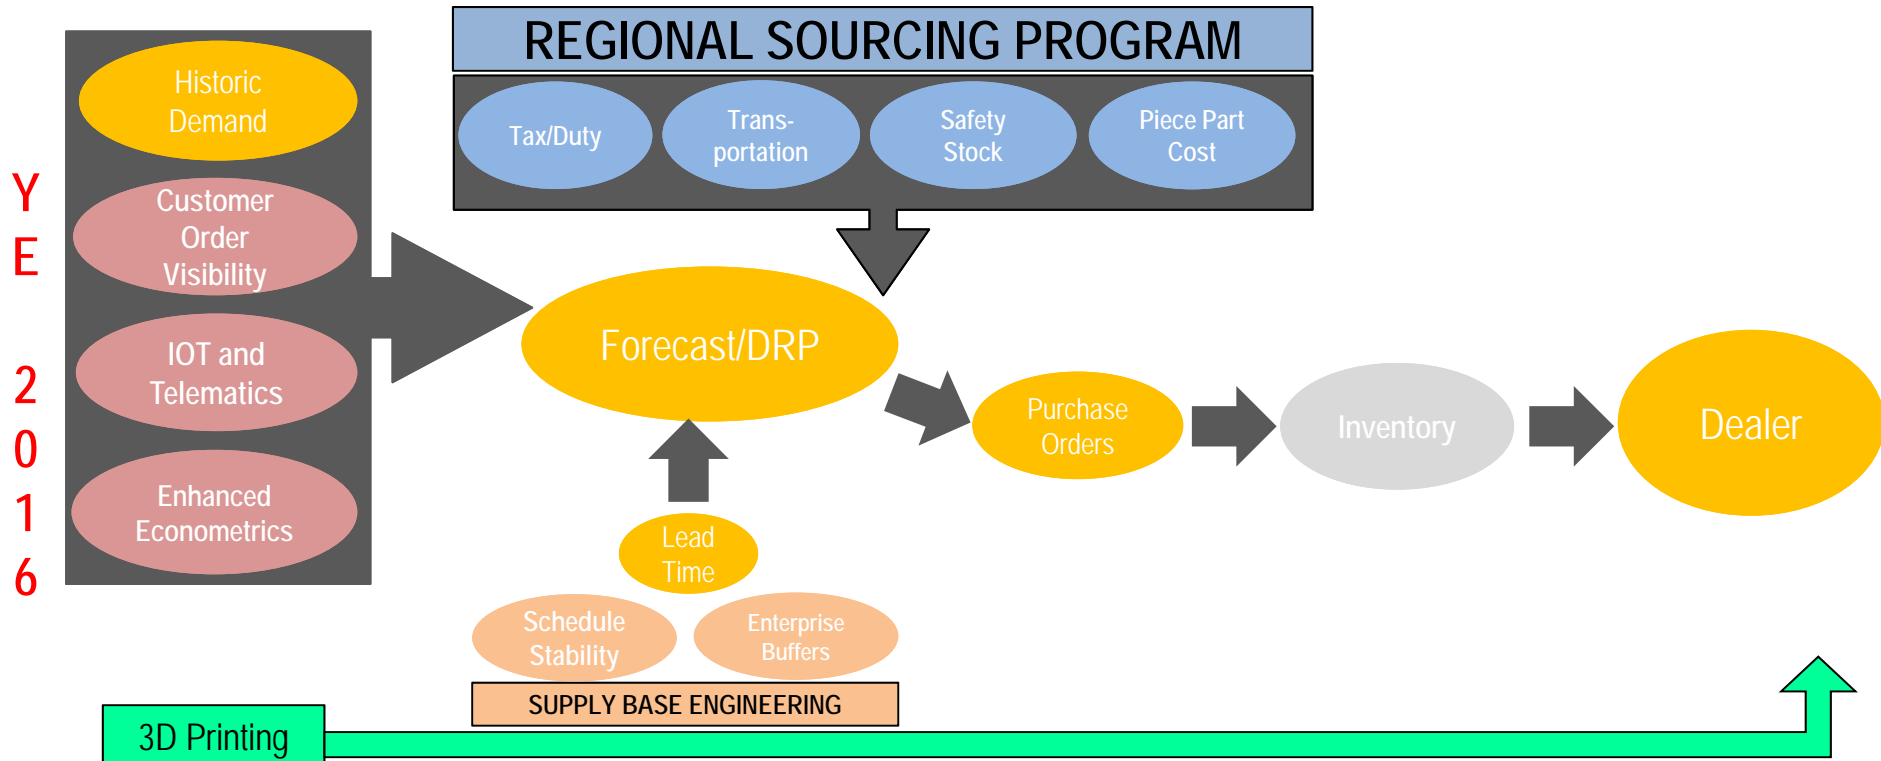 REGIONAL SOURCING PROGRAM
Historic
Demand
Tax/Duty
Trans-
portation
Safety
Stock
Piece Part
Cost
Y
E
2
0
1
6
Customer
Order
Visibility
IOT and
Telematics
Enhanced
Econometrics
Forecast/DRP
Purchase
Orders
Inventory
Dealer
Lead
Time
Schedule
Stability
Enterprise
Buffers
SUPPLY BASE ENGINEERING
3D Printing